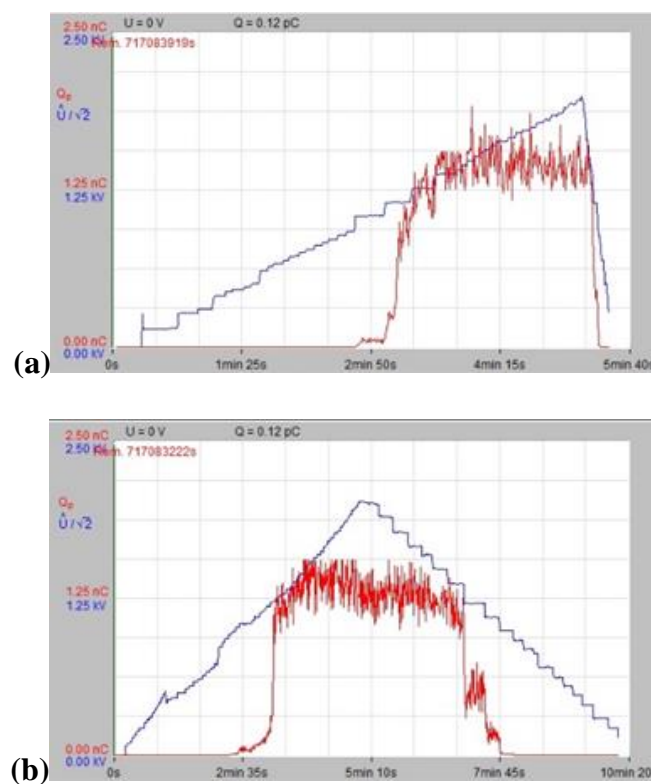 U = 0 V Q = 0.12 pC
2.50 nC
2.50 kV
Rem. 717083919s
Qp
Û / √2
1.25 nC
1.25 kV
0.00 nC
0.00 kV
(a)
0s 1min 25s 2min 50s 4min 15s 5min 40s
U = 0 V Q = 0.12 pC
2.50 nC
2.50 kV
Rem. 717083222s
Qp
Û / √2
1.25 nC
1.25 kV
0.00 nC
0.00 kV
(b)
0s 2min 35s 5min 10s 7min 45s 10min 20